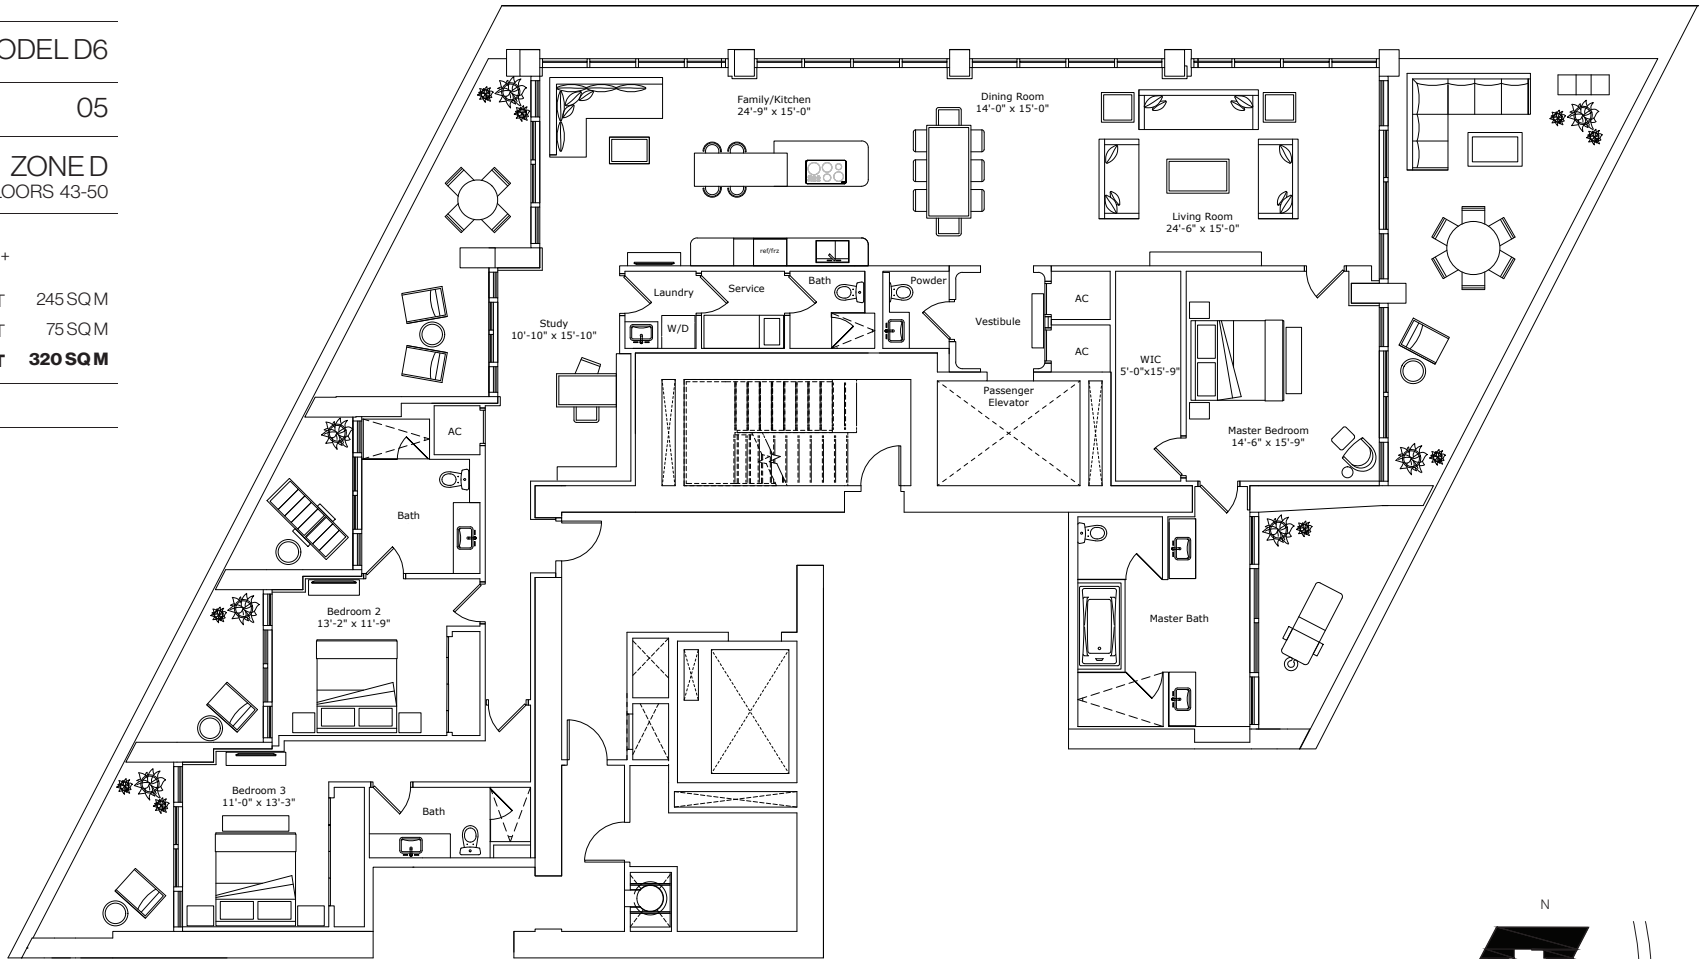 ODEL D6
05
ZONE D
LOORS 43-50
+
T 245 SQ M
T 75 SQ M
T 320 SQ M
Family/Kitchen
24'-9" x 15'-0"
Dining Room
14'-0" x 15'-0"
Living Room
24'-6" x 15'-0"
ref/frz
Laundry
Service
Bath
Powder
W/D
Vestibule
AC
AC
Study
10'-10" x 15'-10"
WIC
5'-0"x15'-9"
Passenger
Elevator
Master Bedroom
14'-6" x 15'-9"
AC
Bath
Bedroom 2
13'-2" x 11'-9"
Master Bath
Bedroom 3
11'-0" x 13'-3"
Bath
N